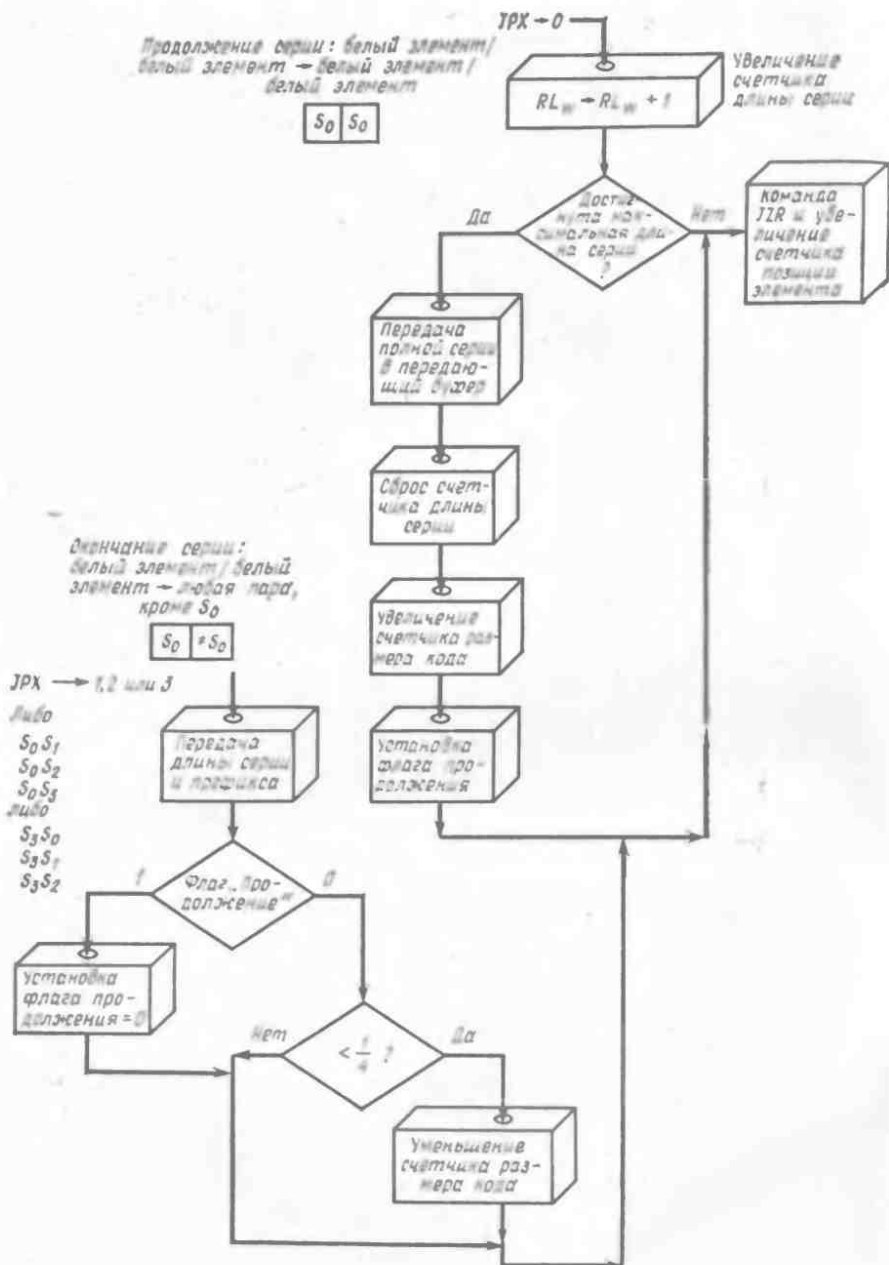 JPX → 0
Продолжение серии: белый элемент/
белый элемент → белый элемент/
белый элемент
S₀ S₀
RL_w → RL_w + 1
Увеличение
счетчика
длины серии
Достиг-
нута мак-
симальная дли-
на серии
?
Да
Нет
Команда
JZR и уве-
личение
счетчика
позиции
элемента
Передача
полной серии
в передаю-
щий буфер
Сброс счет-
чика длины
серии
Увеличение
счетчика раз-
мера кода
Установка
флага про-
должения
Окончание серии:
белый элемент/белый
элемент → любая пара,
кроме S₀
S₀ ≠S₀
JPX → 1,2 или 3
Либо
S₀S₁
S₀S₂
S₀S₃
либо
S₃S₀
S₃S₁
S₃S₂
Передача
длины серии
и префикса
Флаг „Про-
должение"
1
0
Установка
флага про-
должения = 0
< 1/4 ?
Нет
Да
Уменьшение
счетчика раз-
мера кода